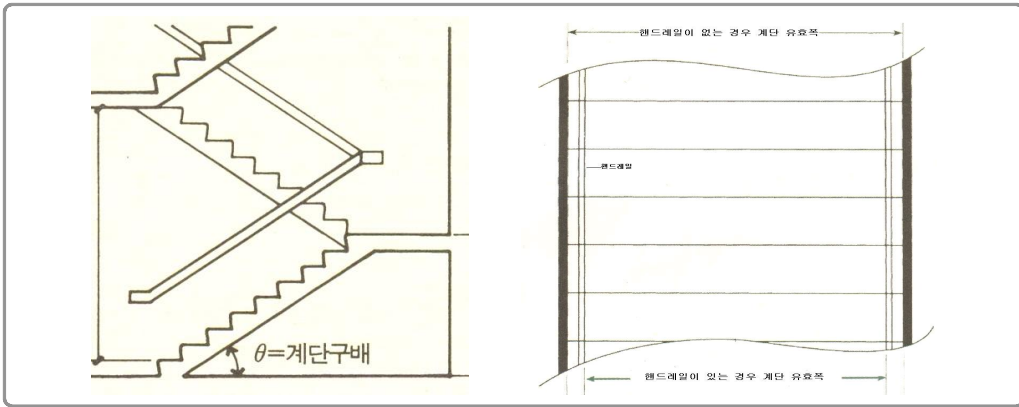 θ=계단구배
핸드레일이 없는 경우 계단 유효폭
핸드레일
핸드레일이 있는 경우 계단 유효폭